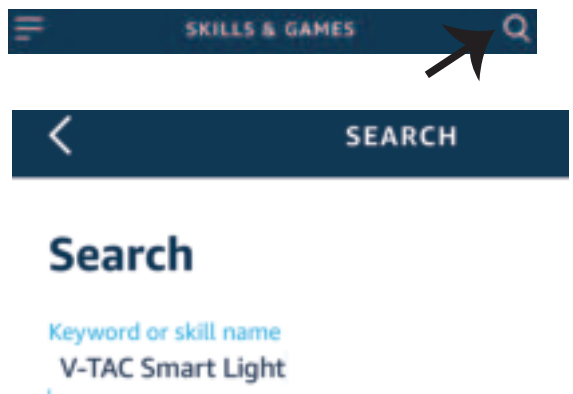 SKILLS & GAMES
SEARCH
Search
Keyword or skill name
V-TAC Smart Light